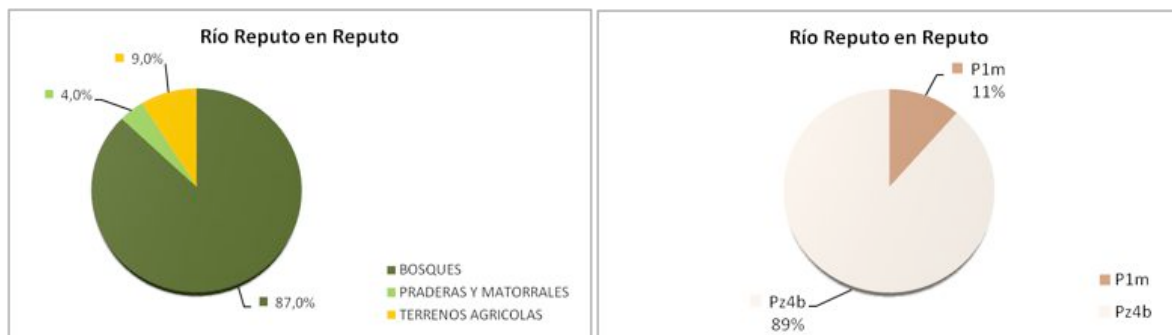 Río Reputo en Reputo
9,0%
4,0%
87,0%
BOSQUES
PRADERAS Y MATORRALES
TERRENOS AGRICOLAS
Río Reputo en Reputo
P1m
11%
Pz4b
89%
P1m
Pz4b